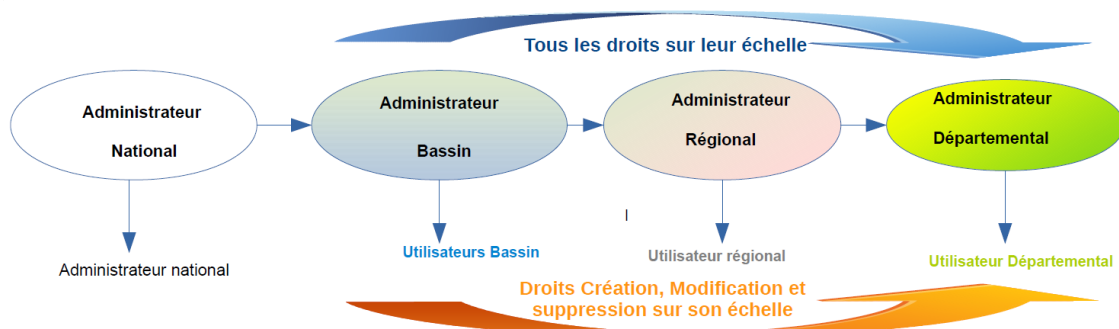 Tous les droits sur leur échelle
Administrateur
National
Administrateur
Bassin
Administrateur
Régional
Administrateur
Départemental
Administrateur national
Utilisateurs Bassin
Utilisateur régional
Utilisateur Départemental
Droits Création, Modification et
suppression sur son échelle